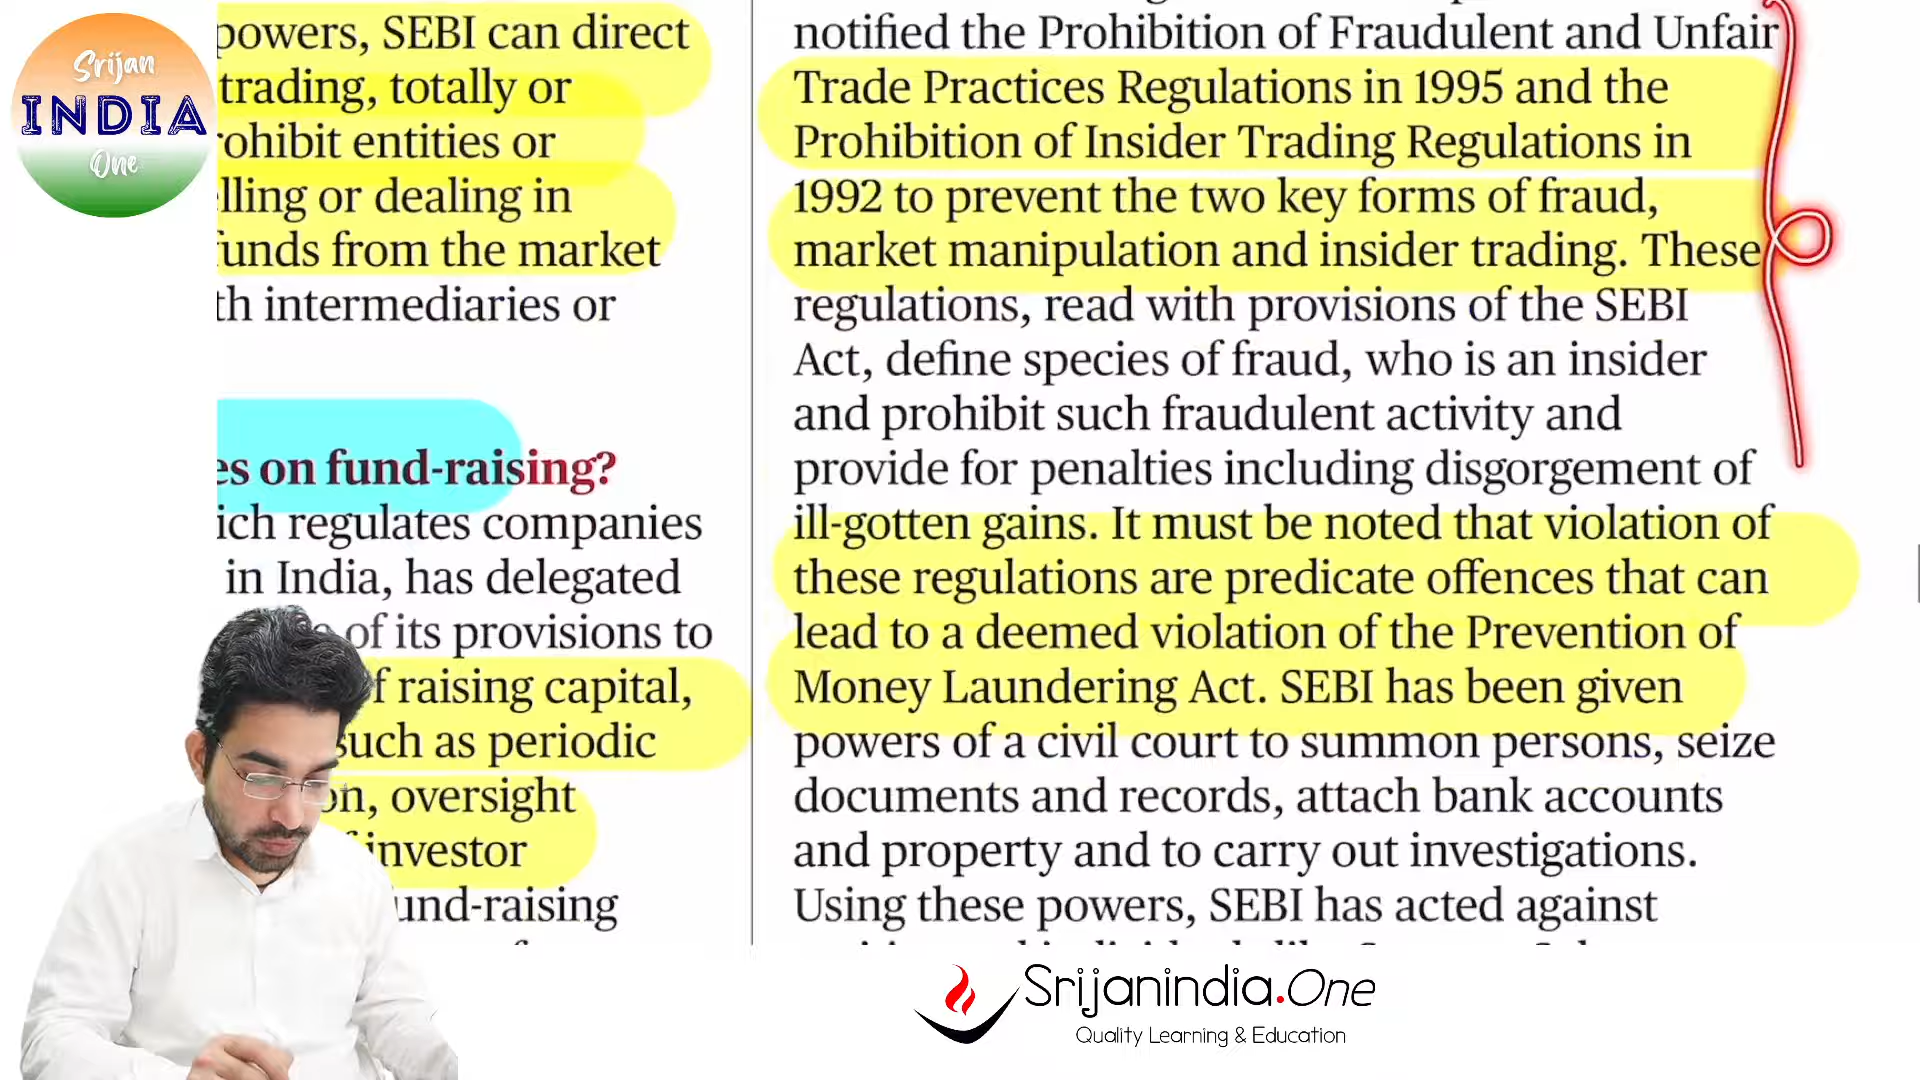 Srijan
INDIA
One
powers, SEBI can direct
trading, totally or
rohibit entities or
lling or dealing in
funds from the market
th intermediaries or
es on fund-raising?
ich regulates companies
in India, has delegated
of its provisions to
f raising capital,
such as periodic
on, oversight
investor
und-raising
notified the Prohibition of Fraudulent and Unfair
Trade Practices Regulations in 1995 and the
Prohibition of Insider Trading Regulations in
1992 to prevent the two key forms of fraud,
market manipulation and insider trading. These
regulations, read with provisions of the SEBI
Act, define species of fraud, who is an insider
and prohibit such fraudulent activity and
provide for penalties including disgorgement of
ill-gotten gains. It must be noted that violation of
these regulations are predicate offences that can
lead to a deemed violation of the Prevention of
Money Laundering Act. SEBI has been given
powers of a civil court to summon persons, seize
documents and records, attach bank accounts
and property and to carry out investigations.
Using these powers, SEBI has acted against
Srijanindia.One
Quality Learning & Education